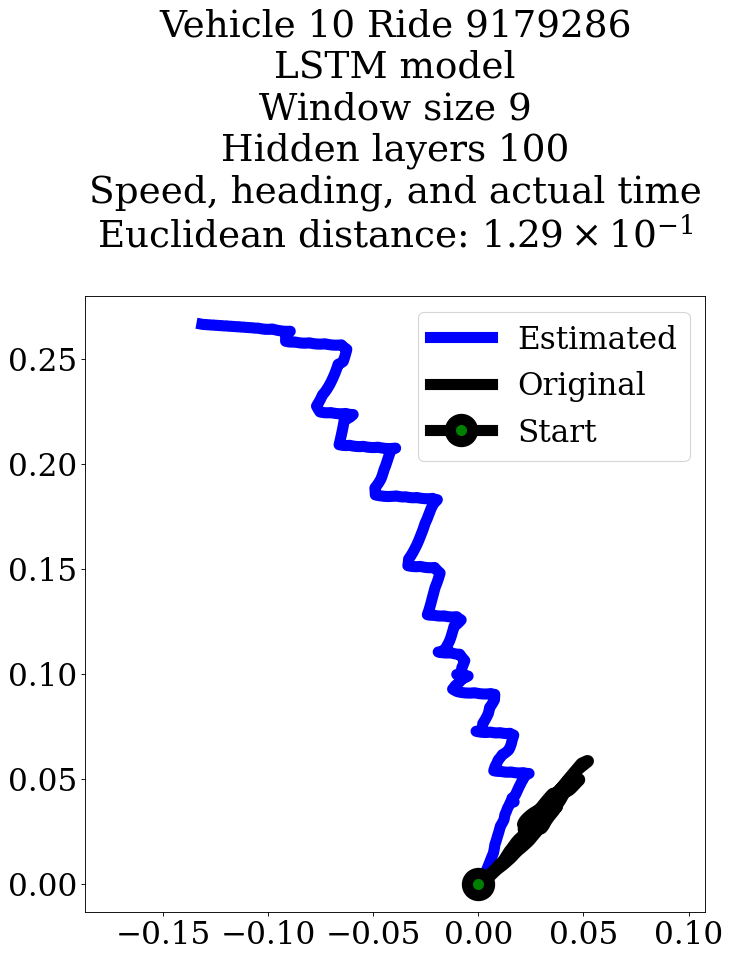 Vehicle 10 Ride 9179286
LSTM model
Window size 9
Hidden layers 100
Speed, heading, and actual time
Euclidean distance: 1.29 × 10⁻¹
Estimated
Original
Start
0.25
0.20
0.15
0.10
0.05
0.00
−0.15 −0.10 −0.05 0.00 0.05 0.10